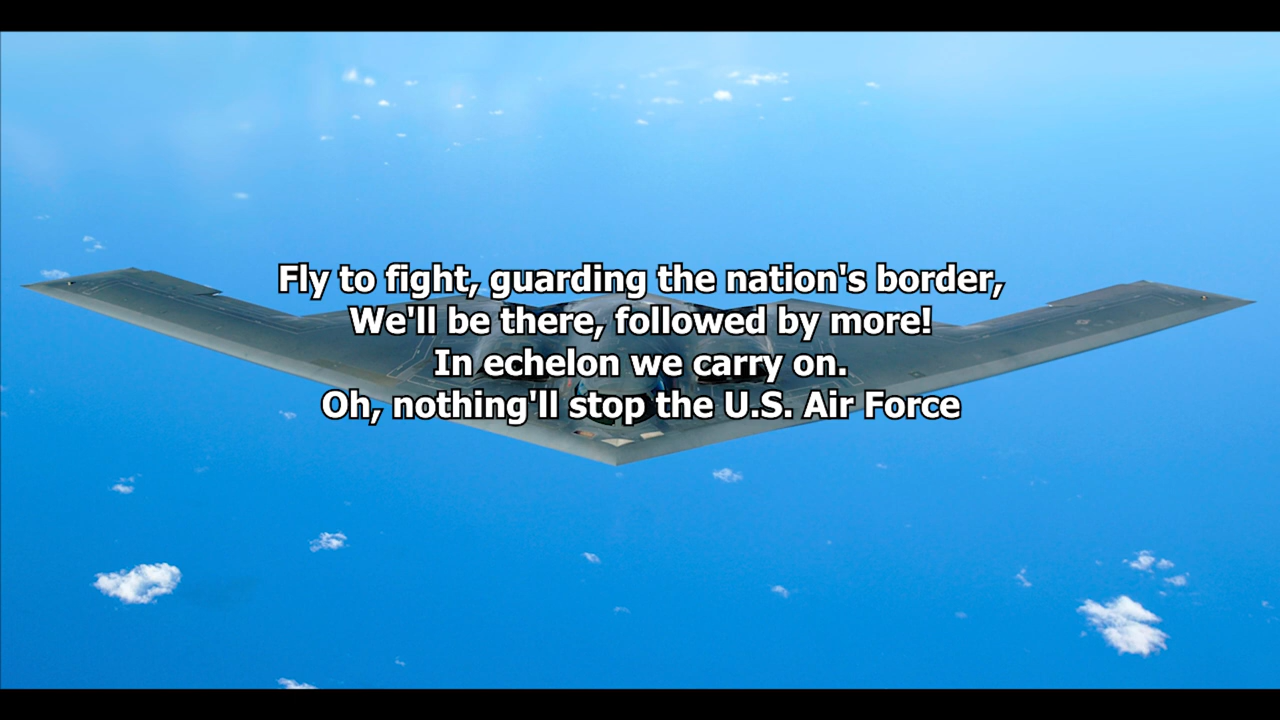 Fly to fight, guarding the nation's border,
We'll be there, followed by more!
In echelon we carry on.
Oh, nothing'll stop the U.S. Air Force